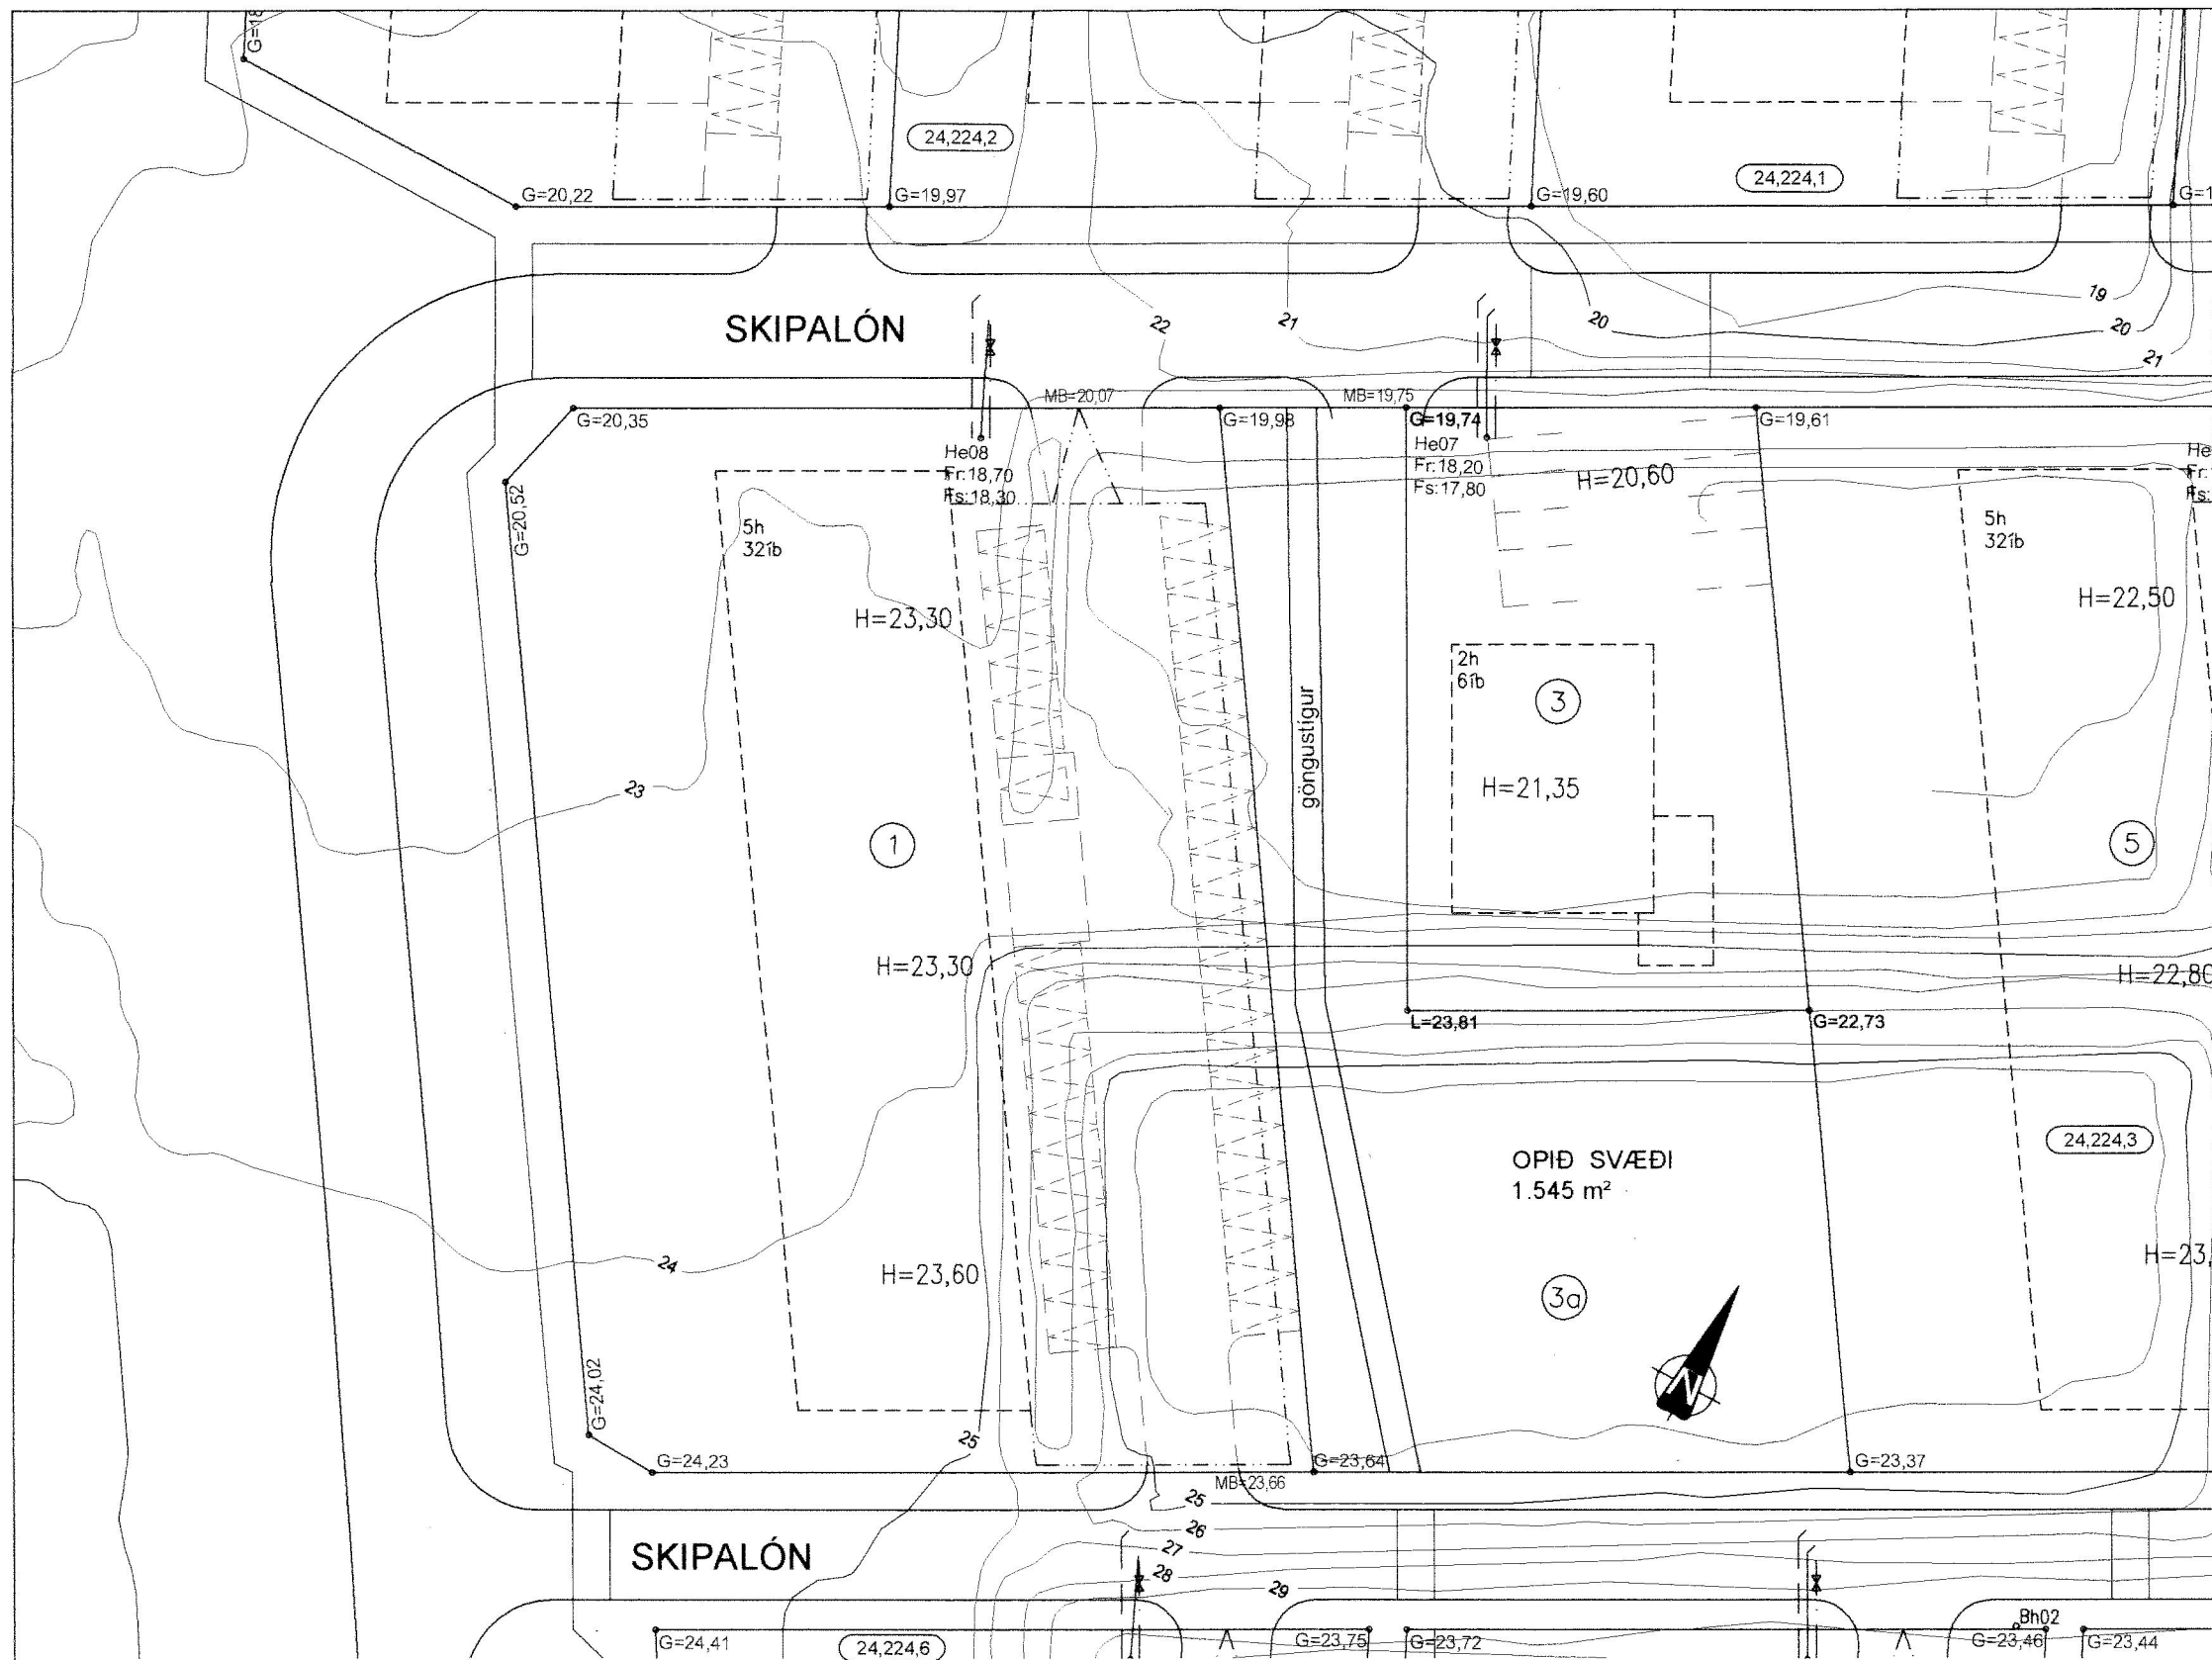 G=18
24,224,2
24,224,1
G=20,22
G=19,97
G=19,60
G=1
19
20
21
22
21
20
SKIPALÓN
MB=20,07
MB=19,75
G=20,35
G=19,98
G=19,74
G=19,61
He08
Fr:18,70
Fs:18,30
He07
Fr:18,20
Fs:17,80
H=20,60
He
Fr:
Fs:
G=20,52
5h
32íb
5h
32íb
H=23,30
H=22,50
2h
6íb
3
göngustígur
23
H=21,35
1
5
H=23,30
H=22,80
L=23,81
G=22,73
24,224,3
OPIÐ SVÆÐI
1.545 m²
24
H=23,60
H=23,
3a
N
G=24,02
25
G=24,23
G=23,64
G=23,37
MB=23,66
25
26
27
28
29
SKIPALÓN
Bh02
G=24,41
24,224,6
G=23,75
G=23,72
G=23,46
G=23,44